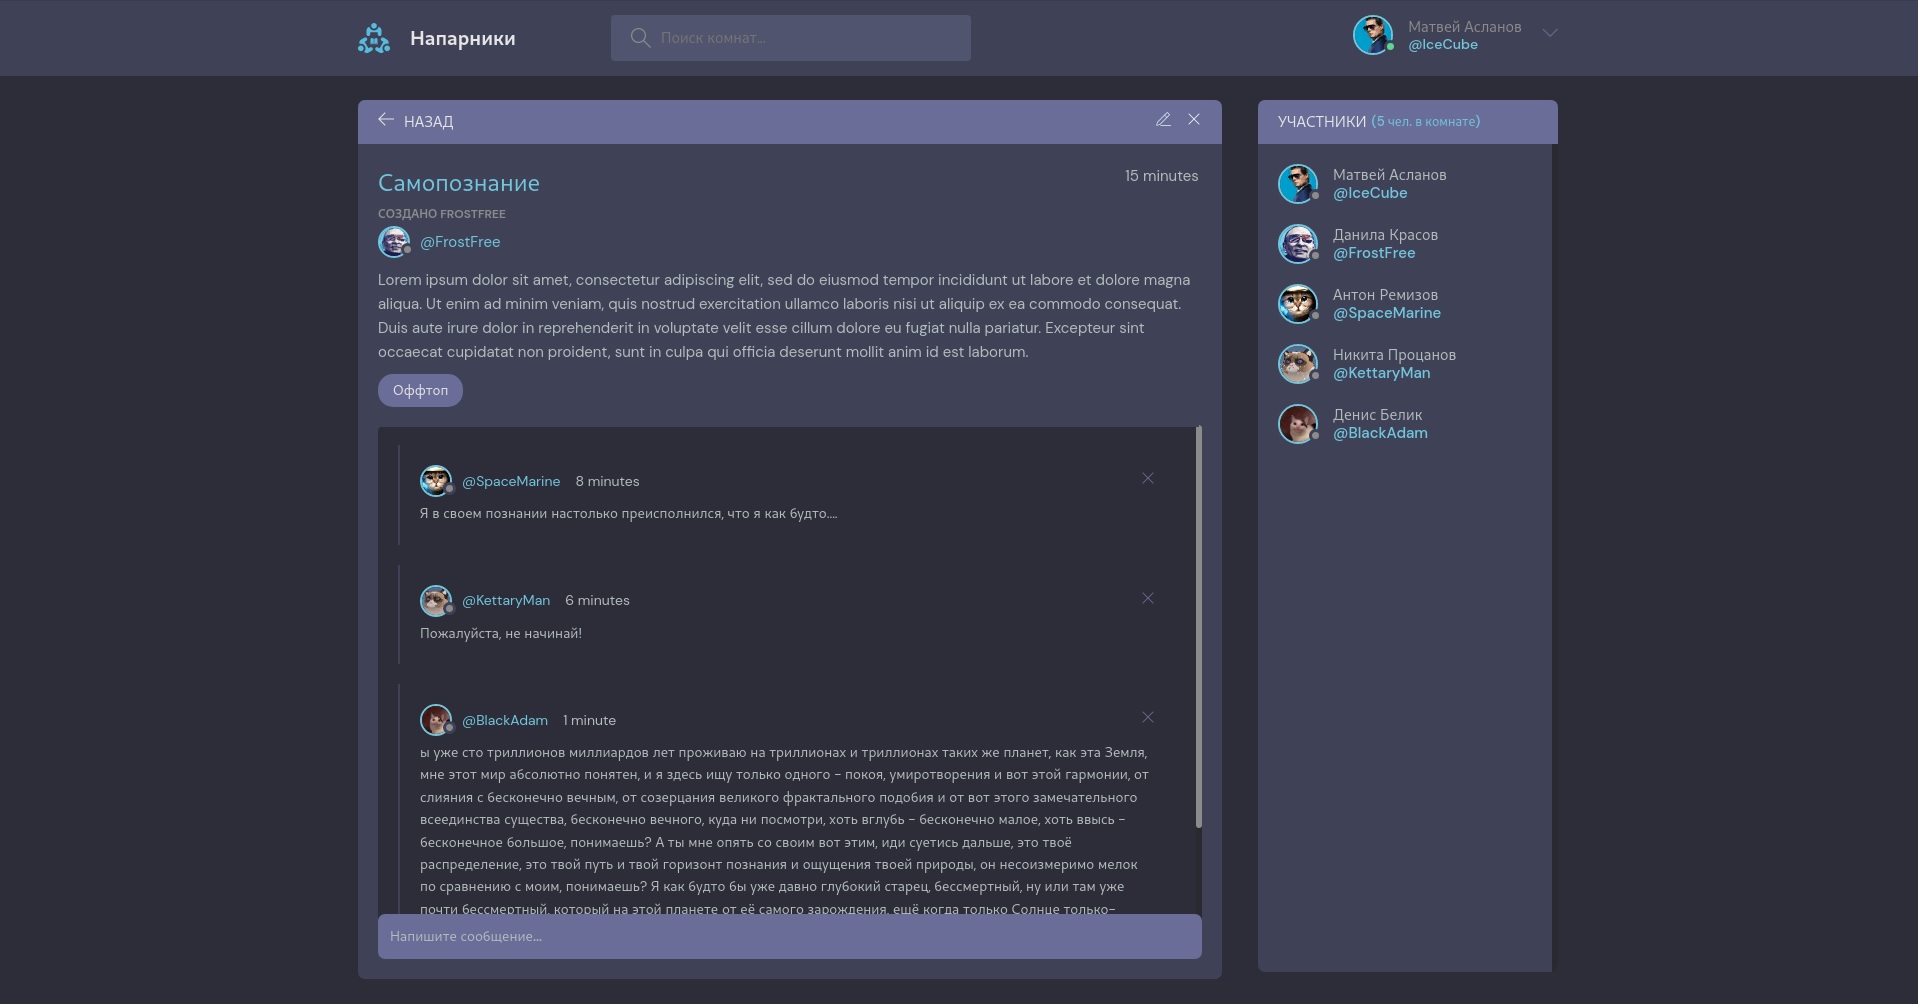 Напарники
Поиск комнат...
Матвей Асланов
@IceCube
НАЗАД
Самопознание
15 minutes
СОЗДАНО FROSTFREE
@FrostFree
Lorem ipsum dolor sit amet, consectetur adipiscing elit, sed do eiusmod tempor incididunt ut labore et dolore magna
aliqua. Ut enim ad minim veniam, quis nostrud exercitation ullamco laboris nisi ut aliquip ex ea commodo consequat.
Duis aute irure dolor in reprehenderit in voluptate velit esse cillum dolore eu fugiat nulla pariatur. Excepteur sint
occaecat cupidatat non proident, sunt in culpa qui officia deserunt mollit anim id est laborum.
Оффтоп
@SpaceMarine 8 minutes
Я в своем познании настолько преисполнился, что я как будто....
@KettaryMan 6 minutes
Пожалуйста, не начинай!
@BlackAdam 1 minute
ы уже сто триллионов миллиардов лет проживаю на триллионах и триллионах таких же планет, как эта Земля,
мне этот мир абсолютно понятен, и я здесь ищу только одного – покоя, умиротворения и вот этой гармонии, от
слияния с бесконечно вечным, от созерцания великого фрактального подобия и от вот этого замечательного
всеединства существа, бесконечно вечного, куда ни посмотри, хоть вглубь – бесконечно малое, хоть ввысь –
бесконечное большое, понимаешь? А ты мне опять со своим вот этим, иди суетись дальше, это твоё
распределение, это твой путь и твой горизонт познания и ощущения твоей природы, он несоизмеримо мелок
по сравнению с моим, понимаешь? Я как будто бы уже давно глубокий старец, бессмертный, ну или там уже
почти бессмертный, который на этой планете от её самого зарождения, ещё когда только Солнце только-
Напишите сообщение...
УЧАСТНИКИ (5 чел. в комнате)
Матвей Асланов
@IceCube
Данила Красов
@FrostFree
Антон Ремизов
@SpaceMarine
Никита Процанов
@KettaryMan
Денис Белик
@BlackAdam